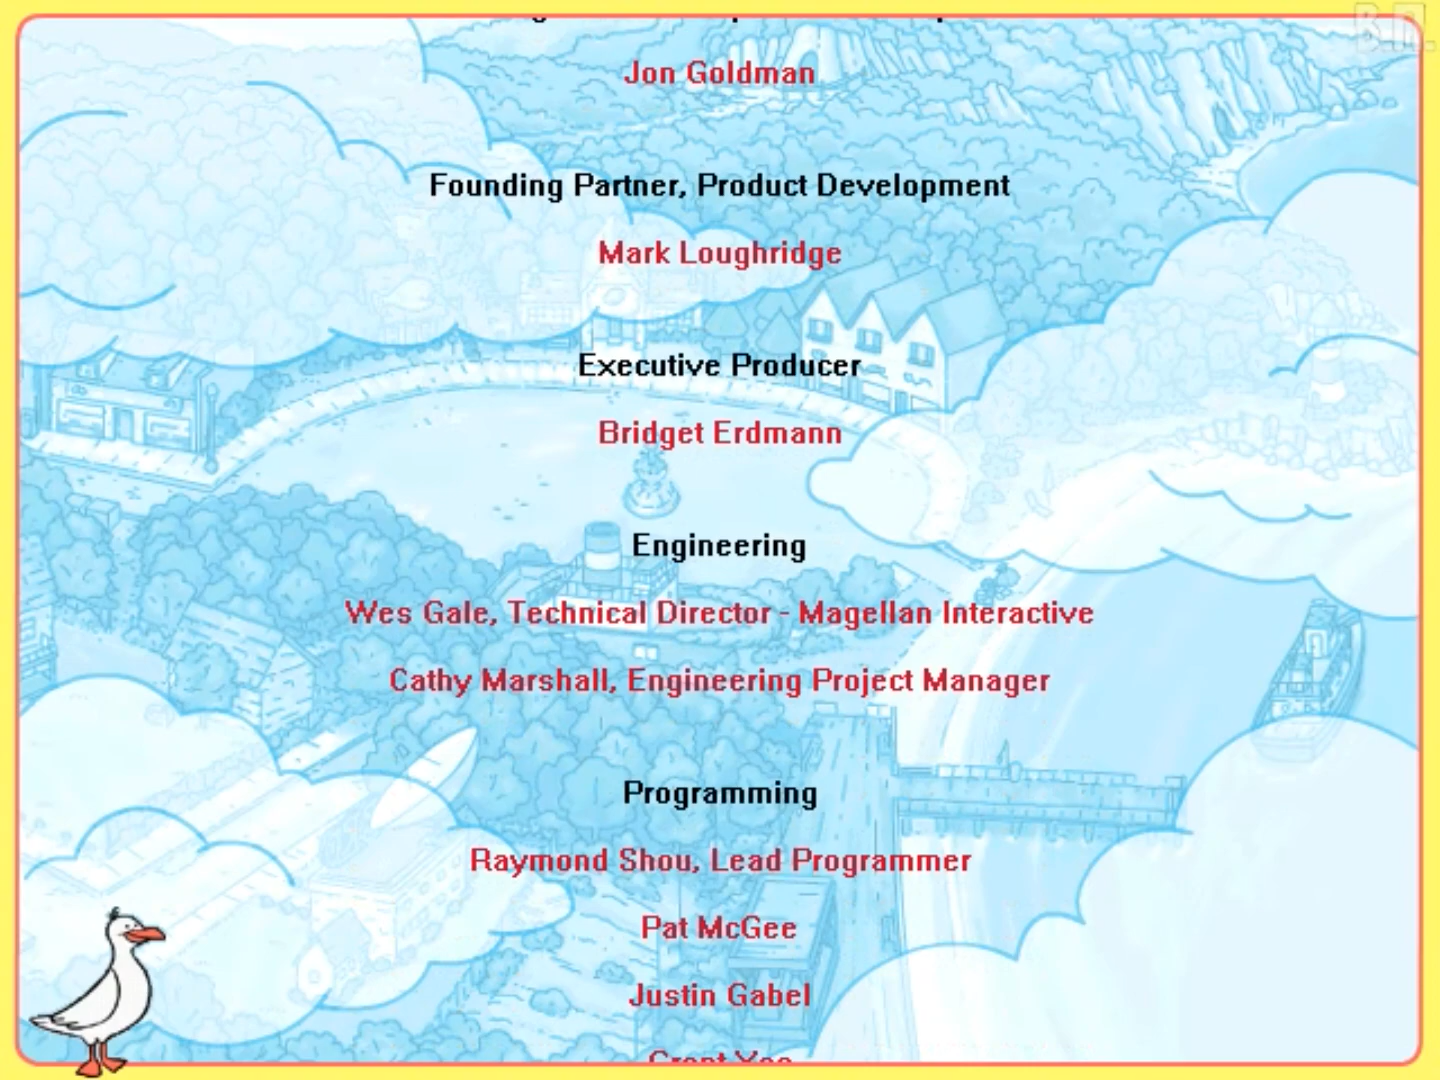 Jon Goldman
Founding Partner, Product Development
Mark Loughridge
Executive Producer
Bridget Erdmann
Engineering
Wes Gale, Technical Director - Magellan Interactive
Cathy Marshall, Engineering Project Manager
Programming
Raymond Shou, Lead Programmer
Pat McGee
Justin Gabel